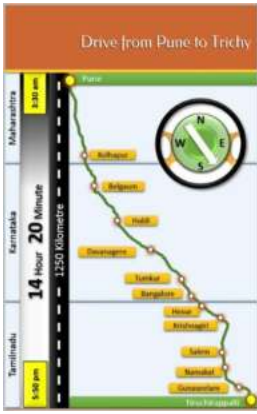 Drive from Pune to Trichy
Pune
3:30 am
Maharashtra
N
W
E
S
Kolhapur
Belgaum
Hubli
Karnataka
14 Hour 20 Minute
1250 Kilometre
Davanagere
Tumkur
Bangalore
Hosur
Krishnagiri
Tamilnadu
Salem
Namakal
5:50 pm
Tiruchirappalli